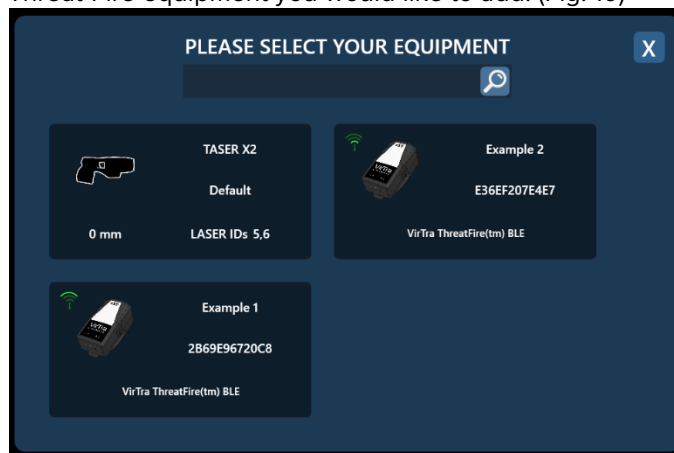 Threat-Fire equipment you would like to add. (Fig. 10)
PLEASE SELECT YOUR EQUIPMENT
X
TASER X2
Default
0 mm
LASER IDs 5,6
Example 2
E36EF207E4E7
VirTra ThreatFire(tm) BLE
Example 1
2B69E96720C8
VirTra ThreatFire(tm) BLE